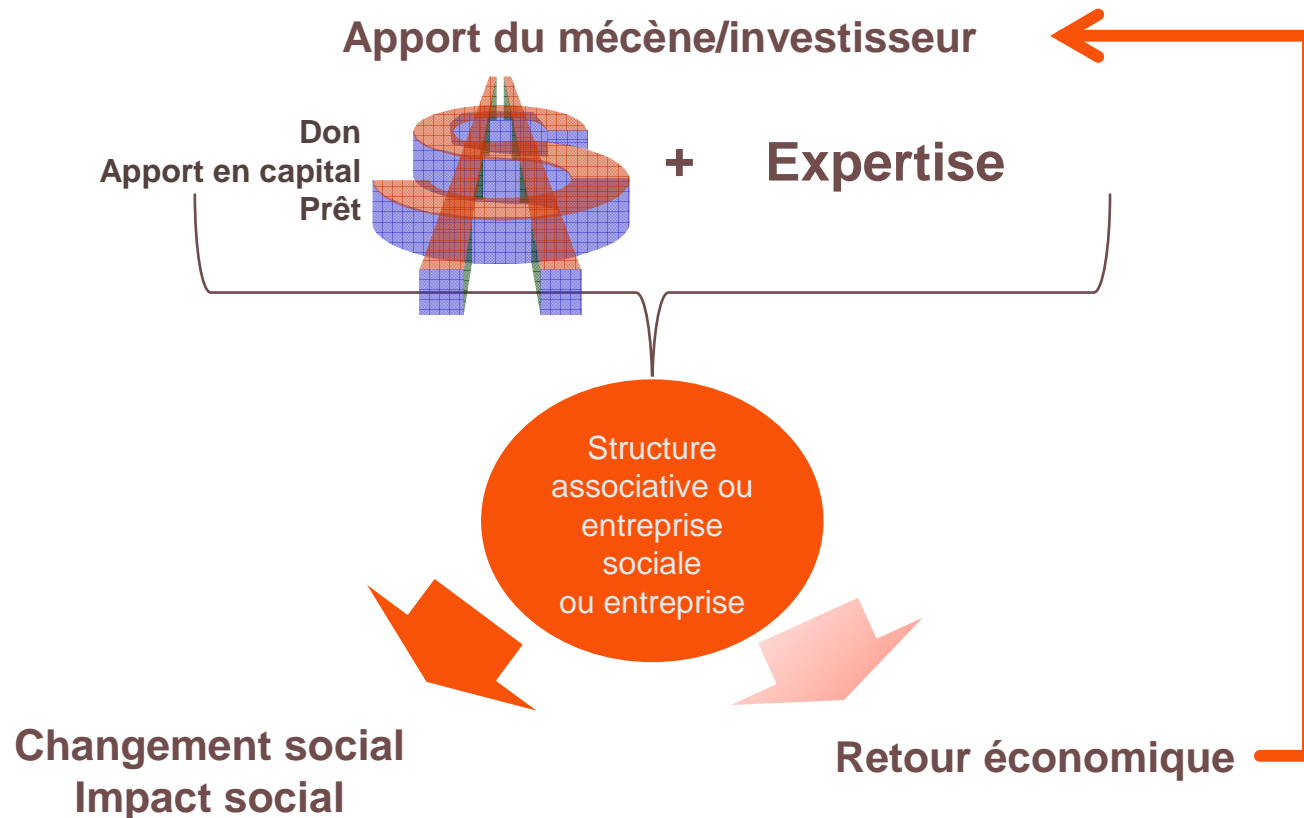 Apport du mécène/investisseur
Don
Apport en capital
Prêt
+ Expertise
Structure
associative ou
entreprise
sociale
ou entreprise
Changement social
Impact social
Retour économique